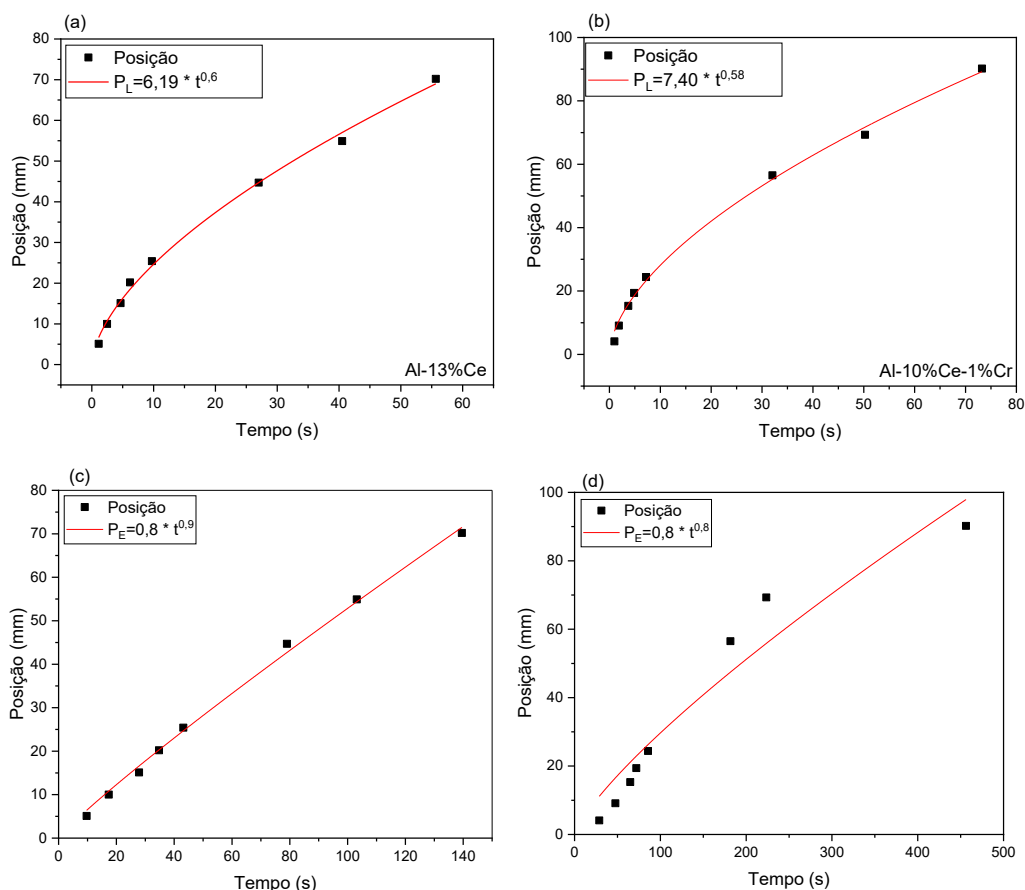 (a)
80
70
60
50
40
30
20
10
0
Posição (mm)
Posição
P_L=6,19 * t^0,6
Al-13%Ce
0 10 20 30 40 50 60
Tempo (s)
(b)
100
80
60
40
20
0
Posição (mm)
Posição
P_L=7,40 * t^0,58
Al-10%Ce-1%Cr
0 10 20 30 40 50 60 70 80
Tempo (s)
(c)
80
70
60
50
40
30
20
10
0
Posição (mm)
Posição
P_E=0,8 * t^0,9
0 20 40 60 80 100 120 140
Tempo (s)
(d)
100
80
60
40
20
0
Posição (mm)
Posição
P_E=0,8 * t^0,8
0 100 200 300 400 500
Tempo (s)